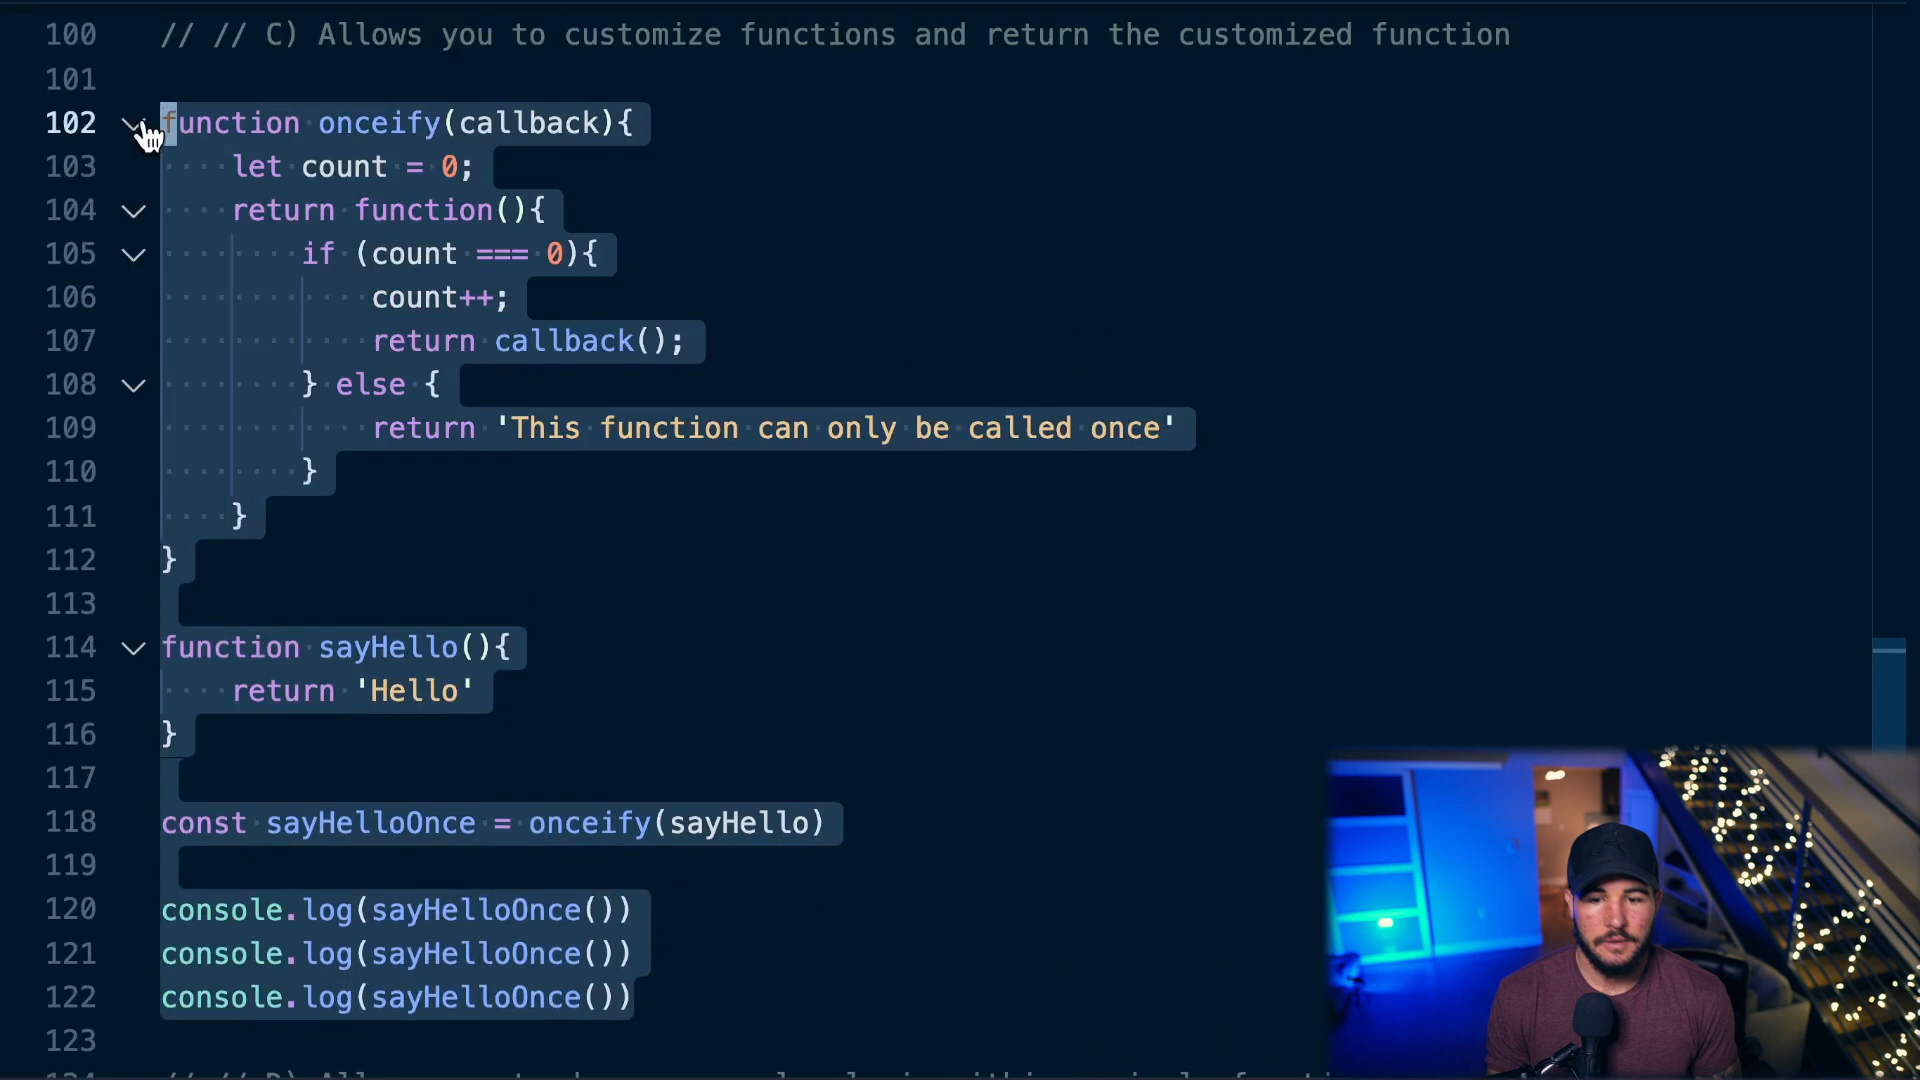 100 // // C) Allows you to customize functions and return the customized function
101
102 function onceify(callback){
103 let count = 0;
104 return function(){
105 if (count === 0){
106 count++;
107 return callback();
108 } else {
109 return 'This function can only be called once'
110 }
111 }
112 }
113
114 function sayHello(){
115 return 'Hello'
116 }
117
118 const sayHelloOnce = onceify(sayHello)
119
120 console.log(sayHelloOnce())
121 console.log(sayHelloOnce())
122 console.log(sayHelloOnce())
123